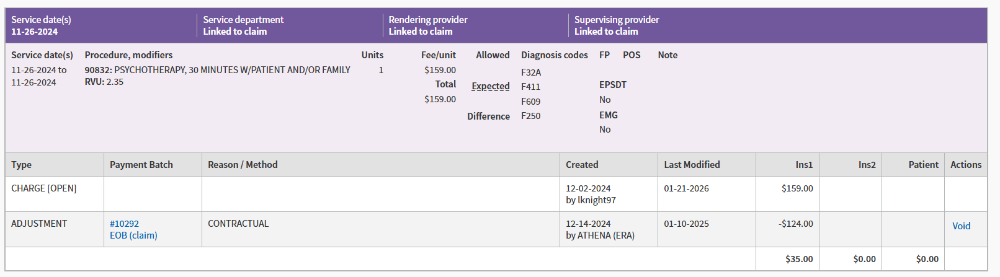 Service date(s) Service department Rendering provider Supervising provider
11-26-2024 Linked to claim Linked to claim Linked to claim
Service date(s) Procedure, modifiers Units Fee/unit Allowed Diagnosis codes FP POS Note
11-26-2024 to 90832: PSYCHOTHERAPY, 30 MINUTES W/PATIENT AND/OR FAMILY 1 $159.00 F32A
11-26-2024 RVU: 2.35 Total Expected F411 EPSDT
$159.00 F609 No
Difference F250 EMG
No
Type Payment Batch Reason / Method Created Last Modified Ins1 Ins2 Patient Actions
CHARGE [OPEN] 12-02-2024 01-21-2026 $159.00
by lknight97
ADJUSTMENT #10292 CONTRACTUAL 12-14-2024 01-10-2025 -$124.00 Void
EOB (claim) by ATHENA (ERA)
$35.00 $0.00 $0.00